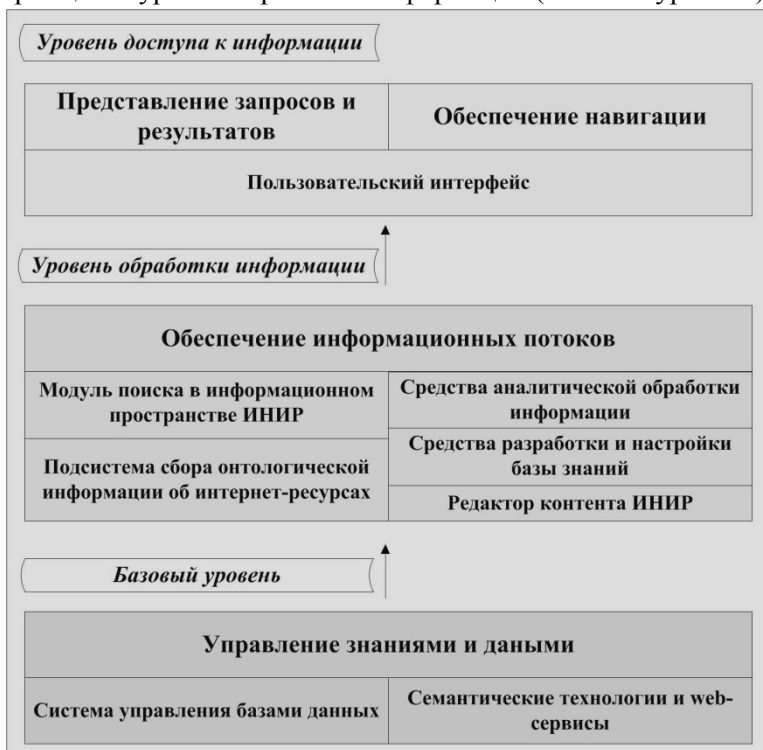 Уровень доступа к информации
Представление запросов и
результатов
Обеспечение навигации
Пользовательский интерфейс
Уровень обработки информации
Обеспечение информационных потоков
Модуль поиска в информационном
пространстве ИНИР
Подсистема сбора онтологической
информации об интернет-ресурсах
Средства аналитической обработки
информации
Средства разработки и настройки
базы знаний
Редактор контента ИНИР
Базовый уровень
Управление знаниями и даными
Система управления базами данных
Семантические технологии и web-
сервисы